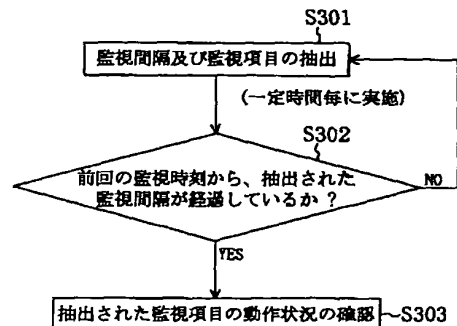 S301
監視間隔及び監視項目の抽出
(一定時間毎に実施)
S302
前回の監視時刻から、抽出された
監視間隔が経過しているか?
NO
YES
抽出された監視項目の動作状況の確認
S303